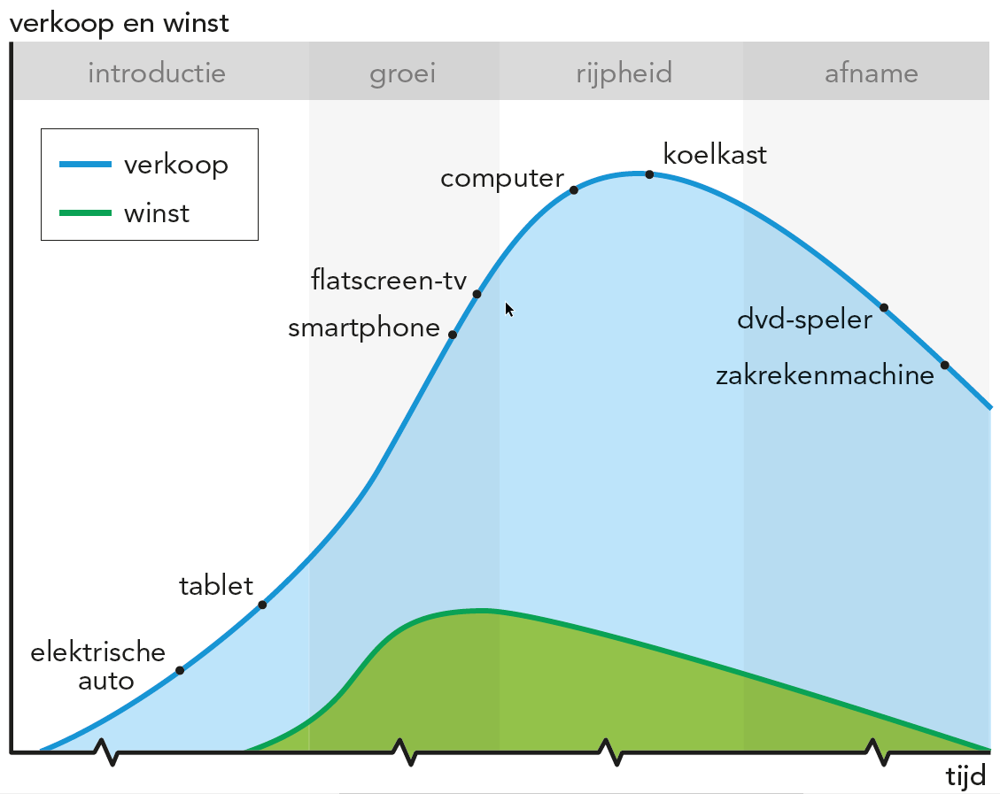 verkoop en winst
introductie
groei
rijpheid
afname
verkoop
winst
koelkast
computer
flatscreen-tv
smartphone
dvd-speler
zakrekenmachine
tablet
elektrische
auto
tijd